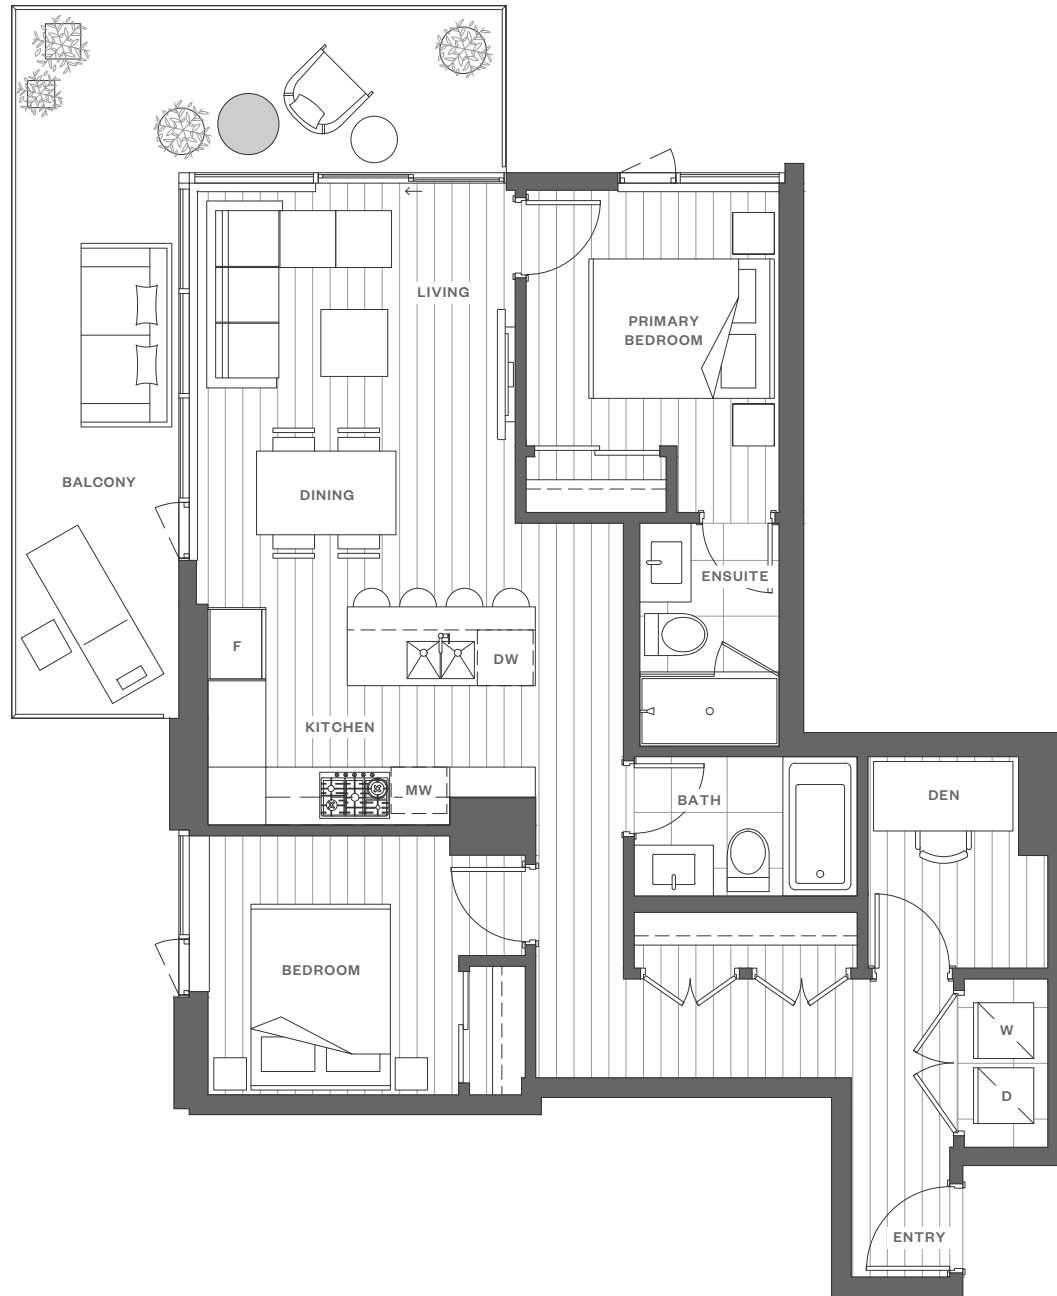 LIVING
PRIMARY
BEDROOM
BALCONY
DINING
ENSUITE
F
DW
KITCHEN
MW
BATH
DEN
BEDROOM
W
D
ENTRY